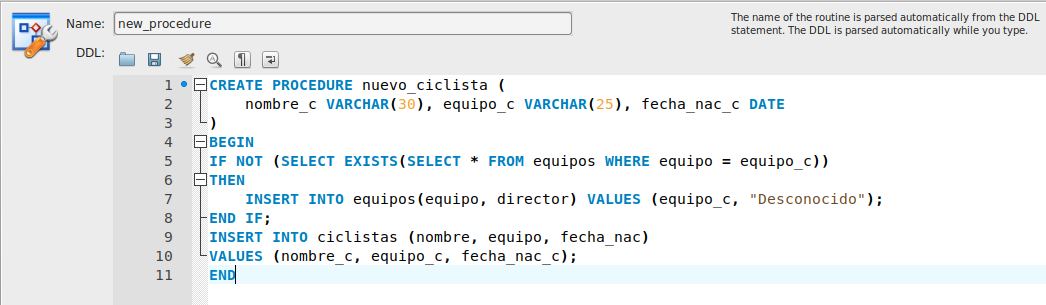 Name: new_procedure
The name of the routine is parsed automatically from the DDL
statement. The DDL is parsed automatically while you type.
DDL:
1 CREATE PROCEDURE nuevo_ciclista (
2     nombre_c VARCHAR(30), equipo_c VARCHAR(25), fecha_nac_c DATE
3 )
4 BEGIN
5 IF NOT (SELECT EXISTS(SELECT * FROM equipos WHERE equipo = equipo_c))
6 THEN
7     INSERT INTO equipos(equipo, director) VALUES (equipo_c, "Desconocido");
8 END IF;
9 INSERT INTO ciclistas (nombre, equipo, fecha_nac)
10 VALUES (nombre_c, equipo_c, fecha_nac_c);
11 END